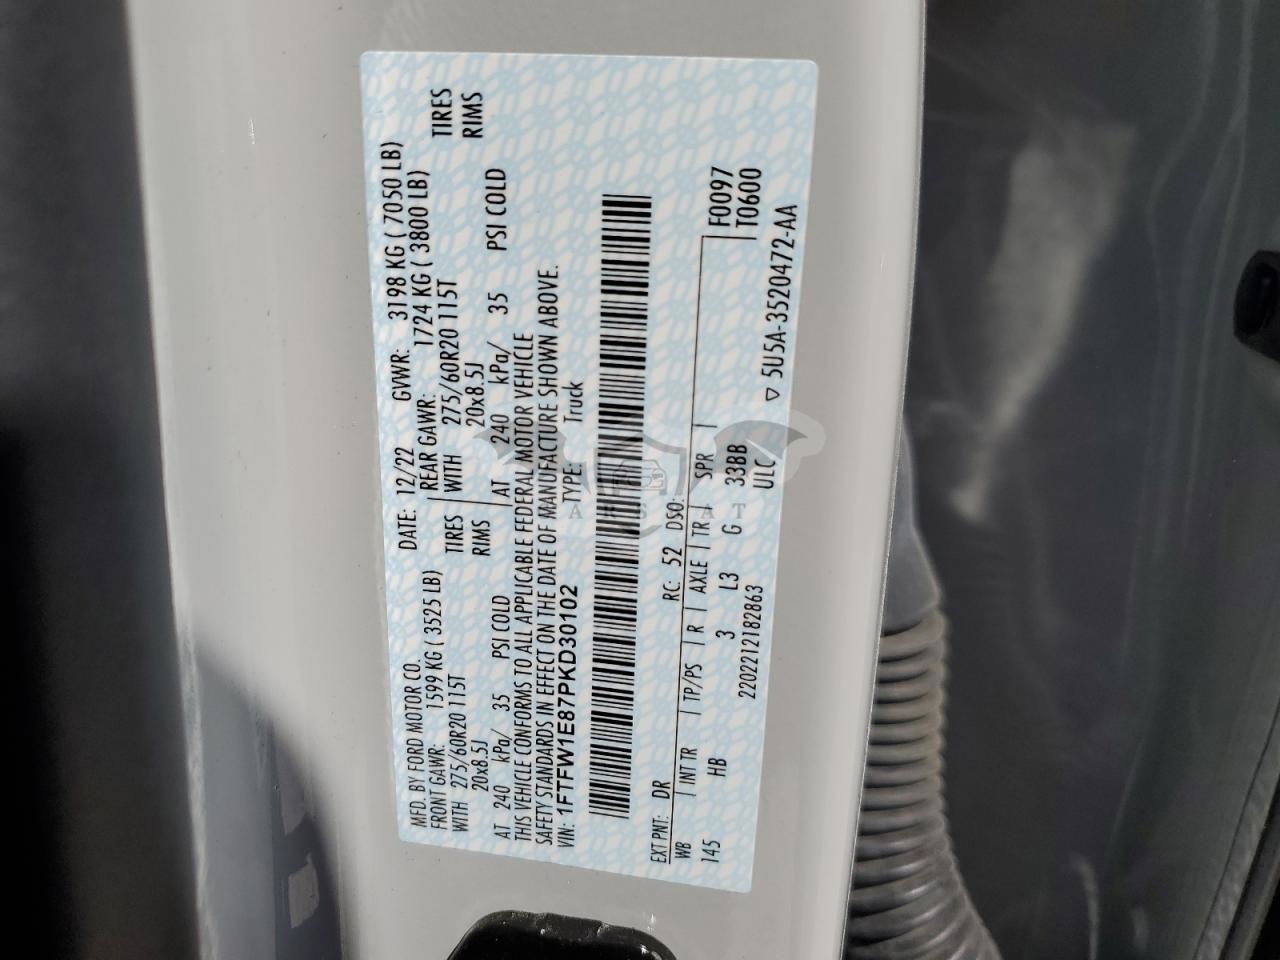 MFD. BY FORD MOTOR CO. DATE: 12/22 GVWR: 3198 KG ( 7050 LB)
FRONT GAWR: 1599 KG ( 3525 LB) REAR GAWR: 1724 KG ( 3800 LB)
WITH 275/60R20 115T TIRES WITH 275/60R20 115T TIRES
20x8.5J RIMS 20x8.5J RIMS
AT 240 kPa/ 35 PSI COLD AT 240 kPa/ 35 PSI COLD
THIS VEHICLE CONFORMS TO ALL APPLICABLE FEDERAL MOTOR VEHICLE
SAFETY STANDARDS IN EFFECT ON THE DATE OF MANUFACTURE SHOWN ABOVE.
VIN: 1FTFW1E87PKD30102 TYPE: Truck
EXT PNT: DR RC: 52 DSO:
WB INT TR TP/PS R AXLE TR SPR F0097
145 HB 3 L3 G 33BB T0600
2202212182863 ULC
▽ 5U5A-3520472-AA